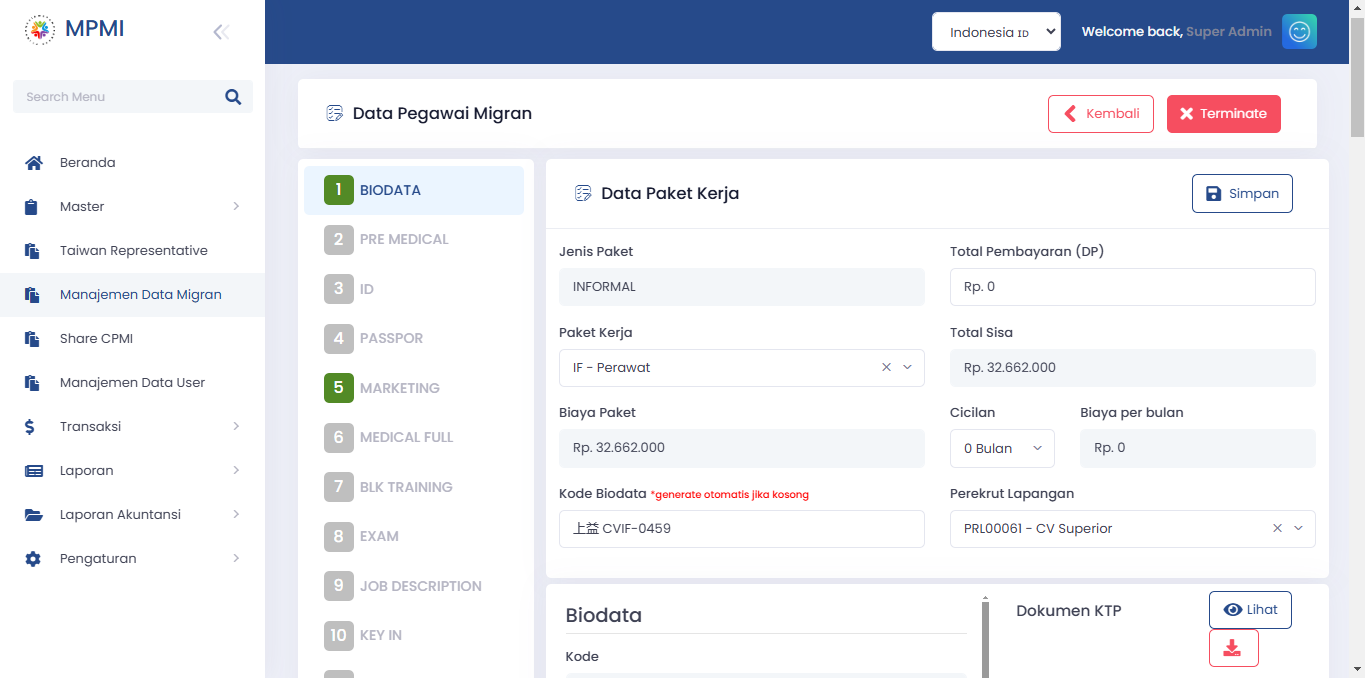 MPMI
Indonesia ID
Welcome back, Super Admin
Search Menu
Beranda
Master
Taiwan Representative
Manajemen Data Migran
Share CPMI
Manajemen Data User
Transaksi
Laporan
Laporan Akuntansi
Pengaturan
Data Pegawai Migran
Kembali
Terminate
1 BIODATA
2 PRE MEDICAL
3 ID
4 PASSPOR
5 MARKETING
6 MEDICAL FULL
7 BLK TRAINING
8 EXAM
9 JOB DESCRIPTION
10 KEY IN
Data Paket Kerja
Simpan
Jenis Paket
INFORMAL
Total Pembayaran (DP)
Rp. 0
Paket Kerja
IF - Perawat
Total Sisa
Rp. 32.662.000
Biaya Paket
Rp. 32.662.000
Cicilan
0 Bulan
Biaya per bulan
Rp. 0
Kode Biodata *generate otomatis jika kosong
上益 CVIF-0459
Perekrut Lapangan
PRL00061 - CV Superior
Biodata
Kode
Dokumen KTP
Lihat